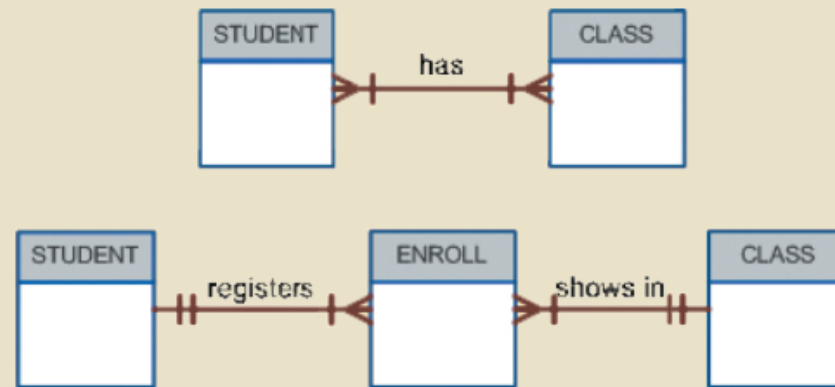 STUDENT
has
CLASS
STUDENT
registers
ENROLL
shows in
CLASS